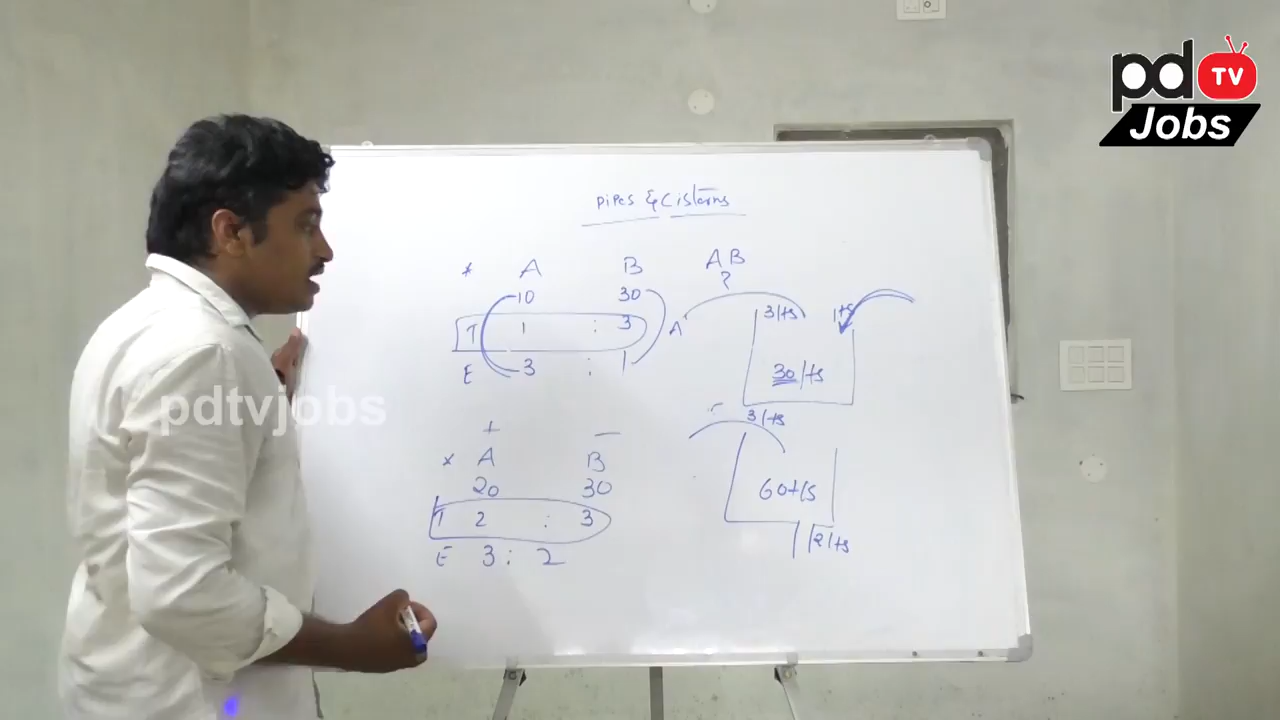 pd TV
Jobs
Pipes & Cisterns
* A B AB
10 30 ?
T 1 : 3 A 3lts 1lts
E 3 : 1 30lts
pdtvjobs
+ − 3lts
* A B
20 30 60lts
T 2 : 3
E 3 : 2 2lts